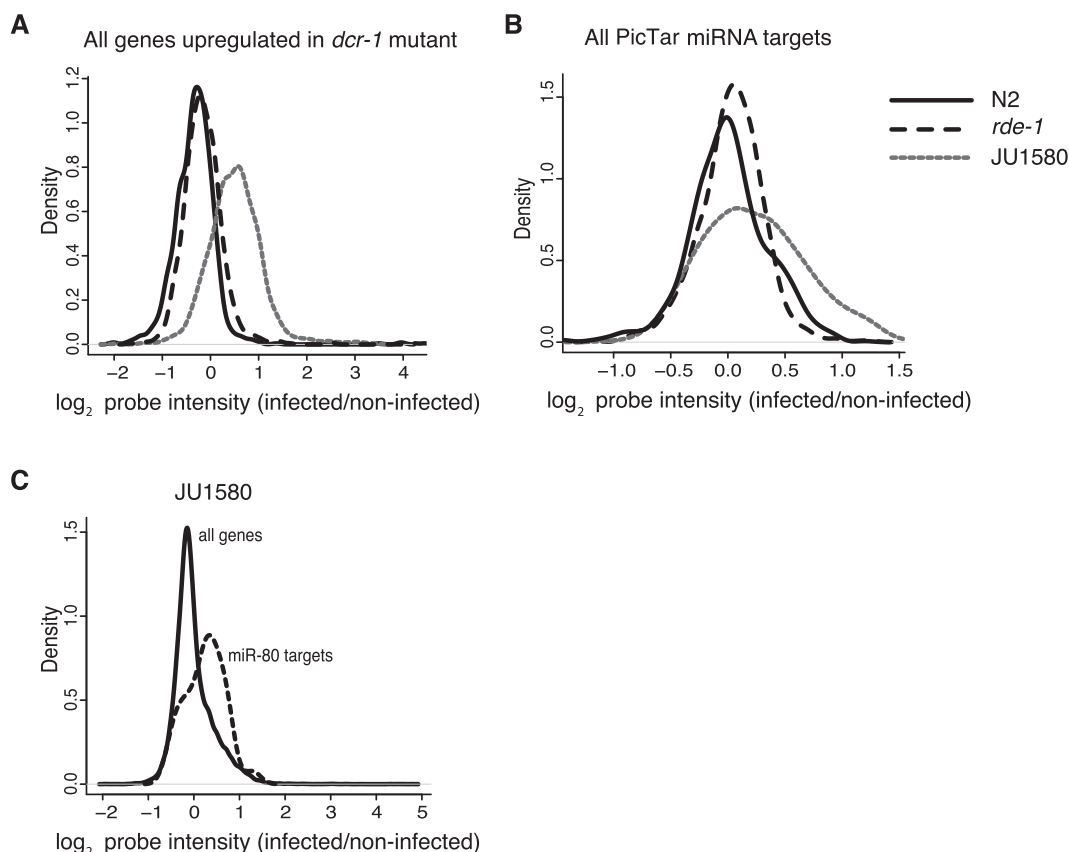 A
All genes upregulated in dcr-1 mutant
Density
0.0 0.2 0.4 0.6 0.8 1.0 1.2
−2 −1 0 1 2 3 4
log2 probe intensity (infected/non-infected)
B
All PicTar miRNA targets
Density
0.0 0.5 1.0 1.5
−1.0 −0.5 0.0 0.5 1.0 1.5
log2 probe intensity (infected/non-infected)
N2
rde-1
JU1580
C
JU1580
all genes
miR-80 targets
Density
0.0 0.5 1.0 1.5
−2 −1 0 1 2 3 4 5
log2 probe intensity (infected/non-infected)